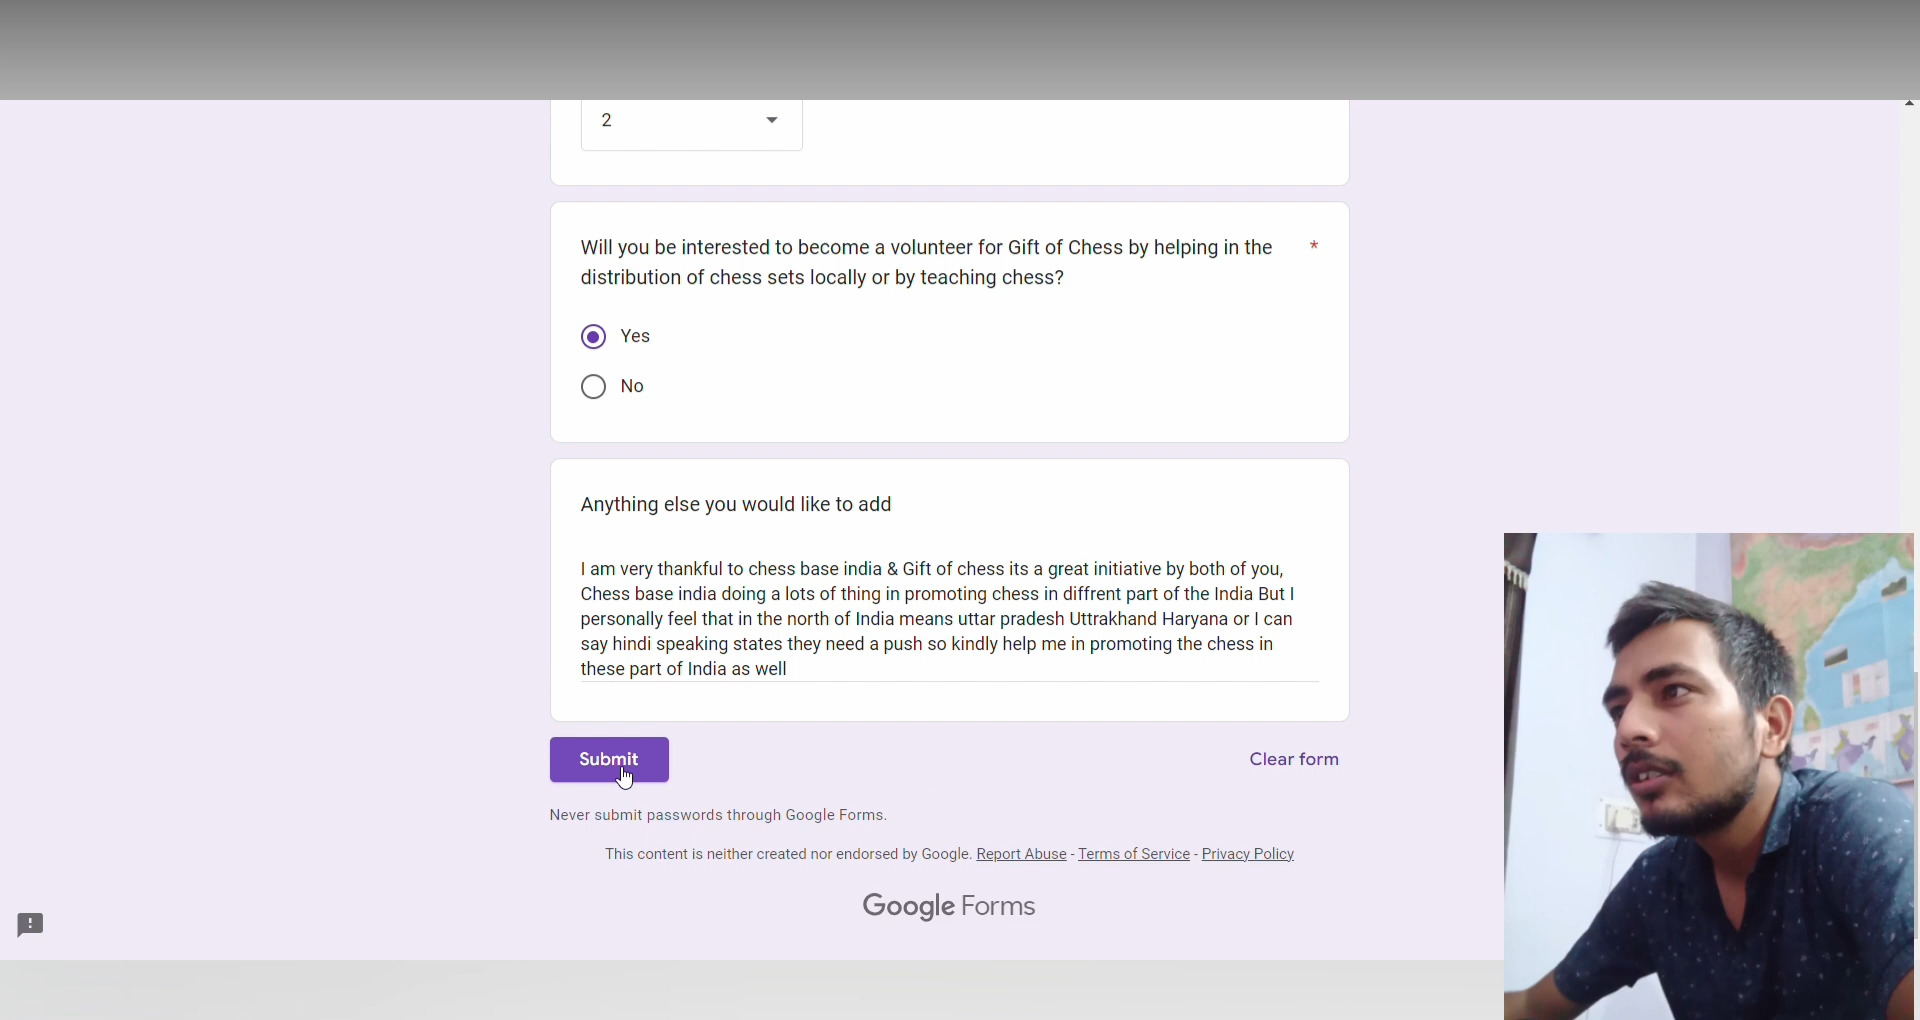 2
Will you be interested to become a volunteer for Gift of Chess by helping in the *
distribution of chess sets locally or by teaching chess?
Yes
No
Anything else you would like to add
I am very thankful to chess base india & Gift of chess its a great initiative by both of you,
Chess base india doing a lots of thing in promoting chess in diffrent part of the India But I
personally feel that in the north of India means uttar pradesh Uttrakhand Haryana or I can
say hindi speaking states they need a push so kindly help me in promoting the chess in
these part of India as well
Submit
Clear form
Never submit passwords through Google Forms.
This content is neither created nor endorsed by Google. Report Abuse - Terms of Service - Privacy Policy
Google Forms